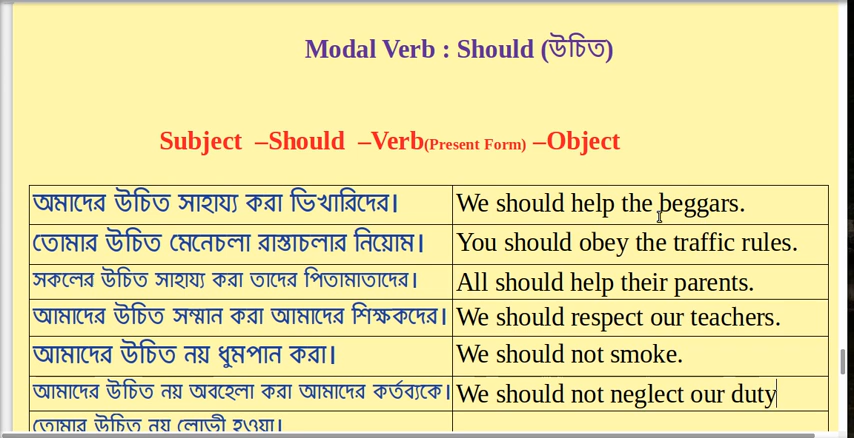 Modal Verb : Should (উচিত)
Subject –Should –Verb(Present Form) –Object
অমাদের উচিত সাহায্য করা ভিখারিদের। We should help the beggars.
তোমার উচিত মেনেচলা রাস্তাচলার নিয়োম। You should obey the traffic rules.
সকলের উচিত সাহায্য করা তাদের পিতামাতাদের। All should help their parents.
আমাদের উচিত সম্মান করা আমাদের শিক্ষকদের। We should respect our teachers.
আমাদের উচিত নয় ধুমপান করা। We should not smoke.
আমাদের উচিত নয় অবহেলা করা আমাদের কর্তব্যকে। We should not neglect our duty
তোমার উচিত নয় লোভী হওয়া।